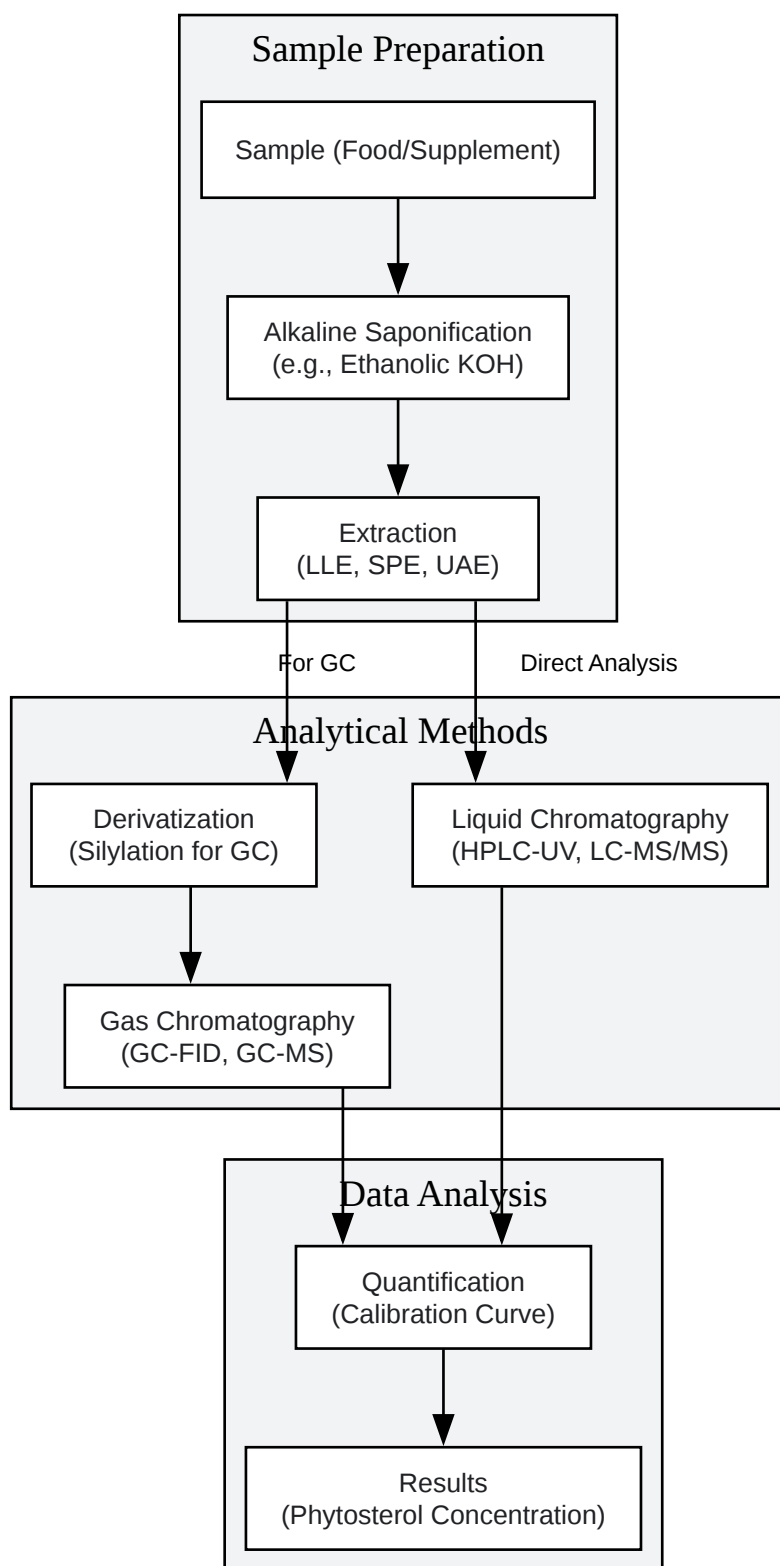 Sample Preparation
Sample (Food/Supplement)
Alkaline Saponification
(e.g., Ethanolic KOH)
Extraction
(LLE, SPE, UAE)
For GC
Direct Analysis
Analytical Methods
Derivatization
(Silylation for GC)
Liquid Chromatography
(HPLC-UV, LC-MS/MS)
Gas Chromatography
(GC-FID, GC-MS)
Data Analysis
Quantification
(Calibration Curve)
Results
(Phytosterol Concentration)